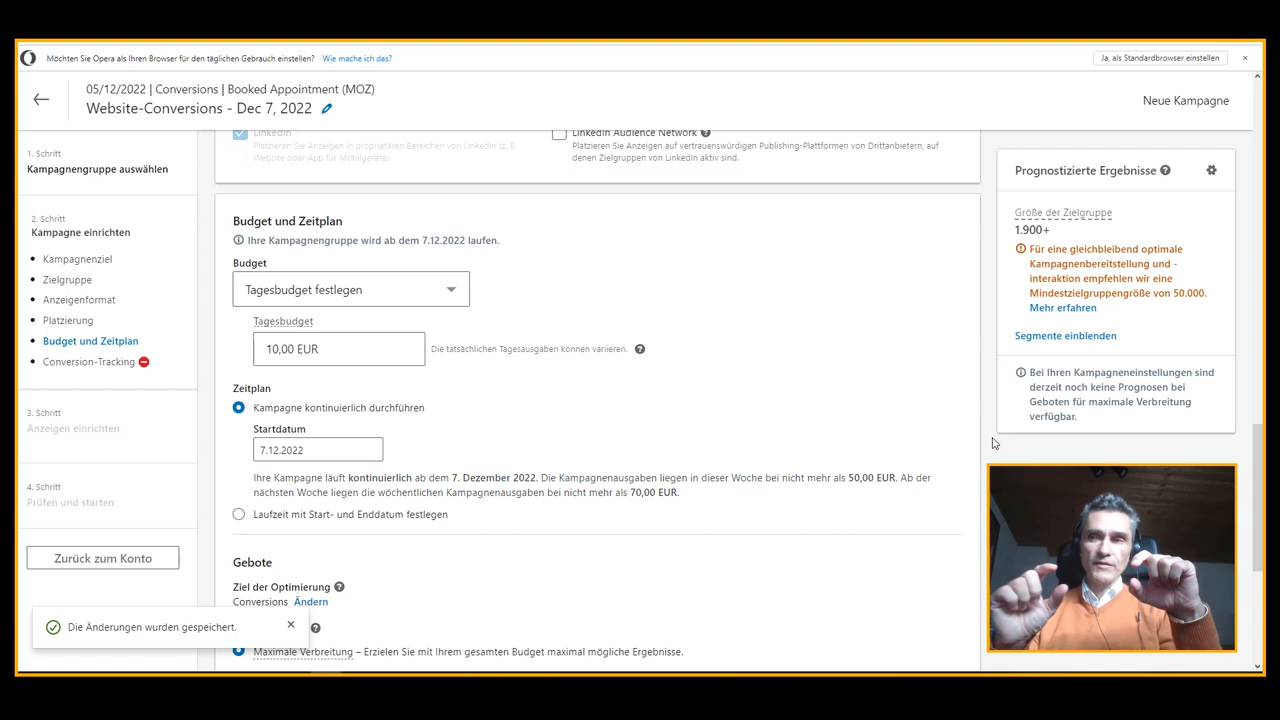 Möchten Sie Opera als Ihren Browser für den täglichen Gebrauch einstellen? Wie mache ich das?
Ja, als Standardbrowser einstellen
05/12/2022 | Conversions | Booked Appointment (MOZ)
Website-Conversions - Dec 7, 2022
Neue Kampagne
1. Schritt
Kampagnengruppe auswählen
2. Schritt
Kampagne einrichten
Kampagnenziel
Zielgruppe
Anzeigenformat
Platzierung
Budget und Zeitplan
Conversion-Tracking
3. Schritt
Anzeigen einrichten
4. Schritt
Prüfen und starten
Zurück zum Konto
Die Änderungen wurden gespeichert.
LinkedIn
Platzieren Sie Anzeigen in proprietären Bereichen von LinkedIn (z. B.
Website oder App für Mobilgeräte).
LinkedIn Audience Network
Platzieren Sie Anzeigen auf vertrauenswürdigen Publishing-Plattformen von Drittanbietern, auf
denen Zielgruppen von LinkedIn aktiv sind.
Budget und Zeitplan
Ihre Kampagnengruppe wird ab dem 7.12.2022 laufen.
Budget
Tagesbudget festlegen
Tagesbudget
10,00 EUR
Die tatsächlichen Tagesausgaben können variieren.
Zeitplan
Kampagne kontinuierlich durchführen
Startdatum
7.12.2022
Ihre Kampagne läuft kontinuierlich ab dem 7. Dezember 2022. Die Kampagnenausgaben liegen in dieser Woche bei nicht mehr als 50,00 EUR. Ab der
nächsten Woche liegen die wöchentlichen Kampagnenausgaben bei nicht mehr als 70,00 EUR.
Laufzeit mit Start- und Enddatum festlegen
Gebote
Ziel der Optimierung
Conversions Ändern
Maximale Verbreitung – Erzielen Sie mit Ihrem gesamten Budget maximal mögliche Ergebnisse.
Prognostizierte Ergebnisse
Größe der Zielgruppe
1.900+
Für eine gleichbleibend optimale
Kampagnenbereitstellung und -
interaktion empfehlen wir eine
Mindestzielgruppengröße von 50.000.
Mehr erfahren
Segmente einblenden
Bei Ihren Kampagneneinstellungen sind
derzeit noch keine Prognosen bei
Geboten für maximale Verbreitung
verfügbar.